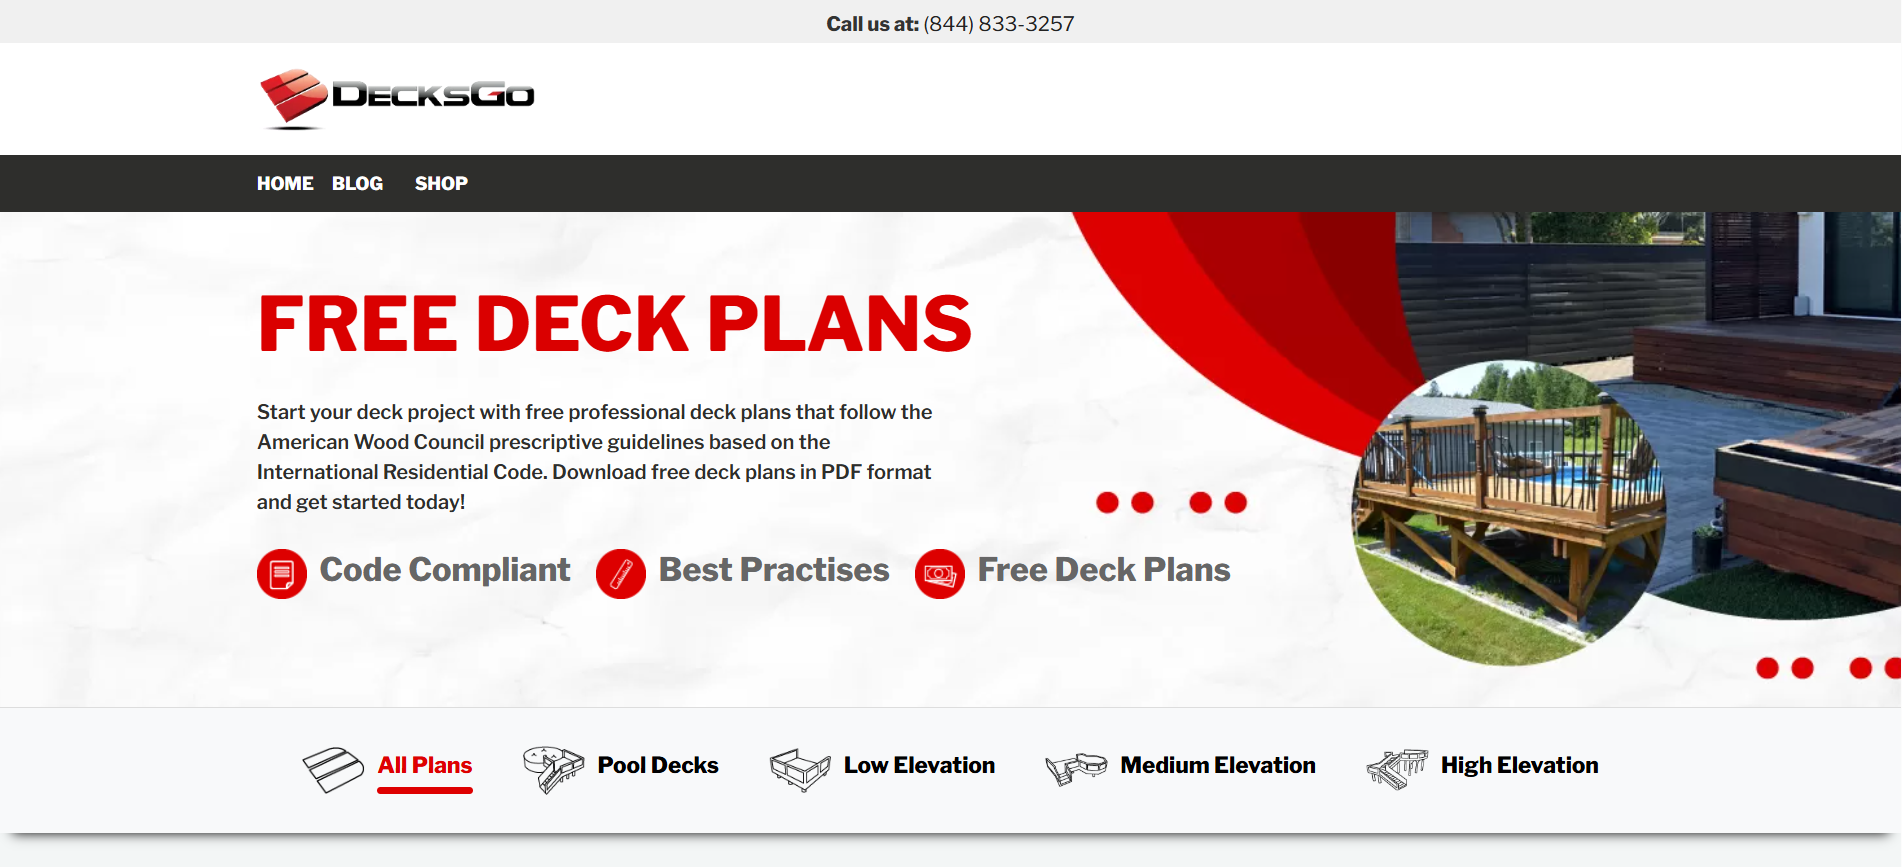 Call us at: (844) 833-3257
DECKSGO
HOME BLOG SHOP
FREE DECK PLANS
Start your deck project with free professional deck plans that follow the
American Wood Council prescriptive guidelines based on the
International Residential Code. Download free deck plans in PDF format
and get started today!
Code Compliant Best Practises Free Deck Plans
All Plans Pool Decks Low Elevation Medium Elevation High Elevation